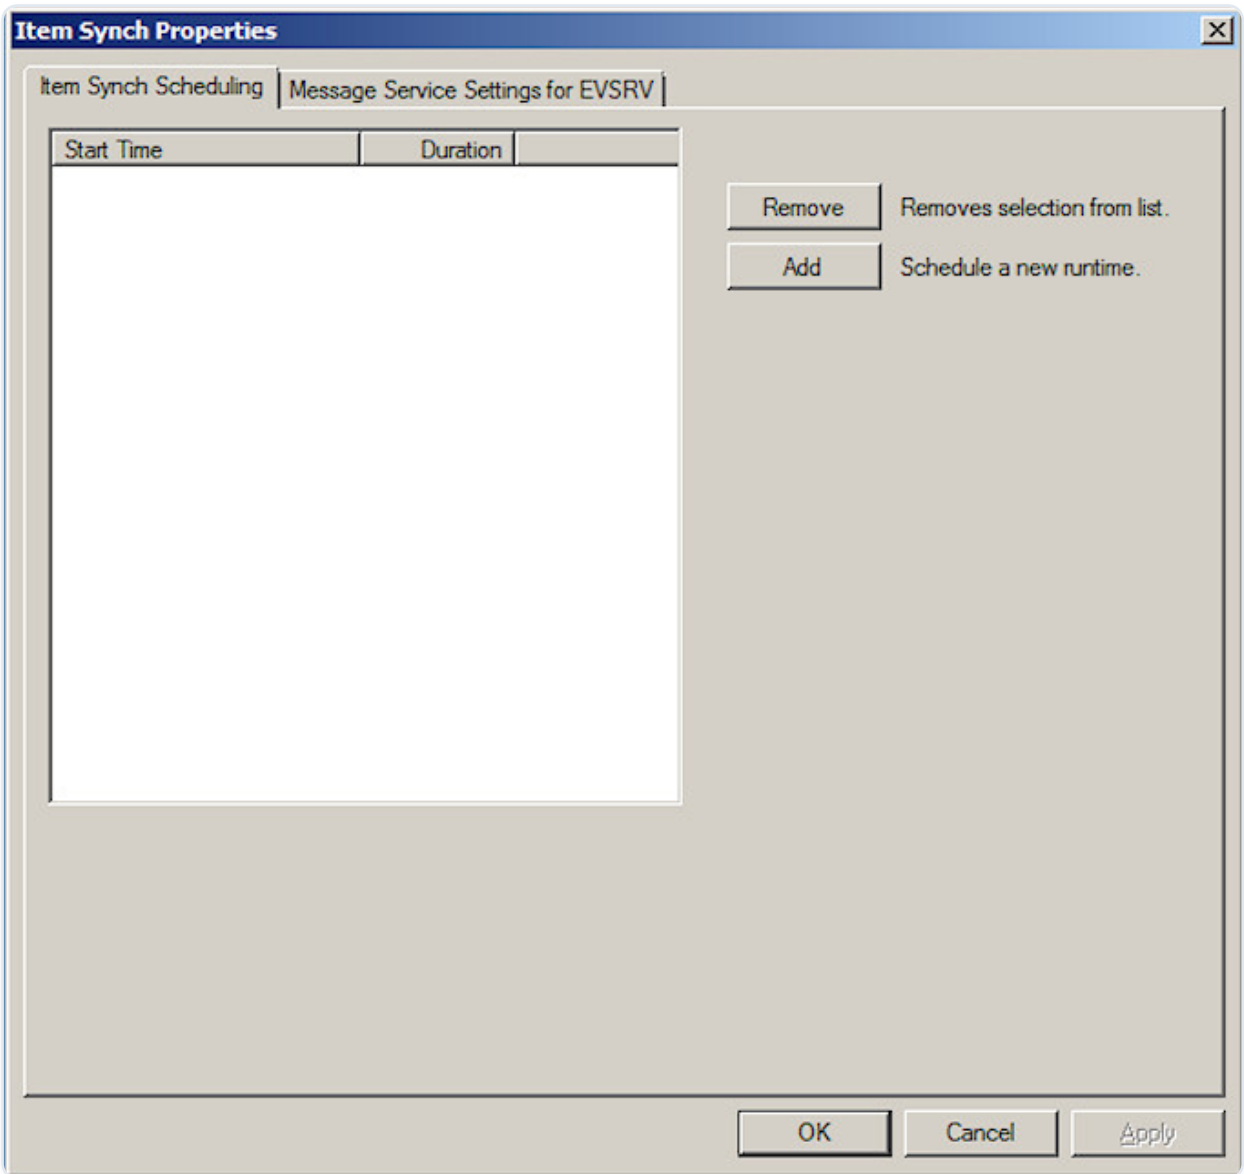 Item Synch Properties
Item Synch Scheduling Message Service Settings for EVSRV
Start Time Duration
Remove Removes selection from list.
Add Schedule a new runtime.
OK Cancel Apply